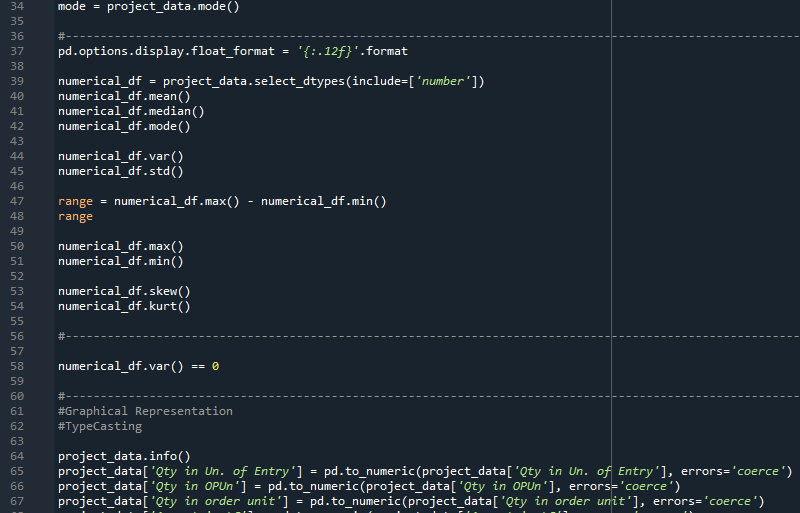 34 mode = project_data.mode()
35
36 #---------------------------------------------------------------------------------------------------------
37 pd.options.display.float_format = '{:.12f}'.format
38
39 numerical_df = project_data.select_dtypes(include=['number'])
40 numerical_df.mean()
41 numerical_df.median()
42 numerical_df.mode()
43
44 numerical_df.var()
45 numerical_df.std()
46
47 range = numerical_df.max() - numerical_df.min()
48 range
49
50 numerical_df.max()
51 numerical_df.min()
52
53 numerical_df.skew()
54 numerical_df.kurt()
55
56 #---------------------------------------------------------------------------------------------------------
57
58 numerical_df.var() == 0
59
60 #---------------------------------------------------------------------------------------------------------
61 #Graphical Representation
62 #TypeCasting
63
64 project_data.info()
65 project_data['Qty in Un. of Entry'] = pd.to_numeric(project_data['Qty in Un. of Entry'], errors='coerce')
66 project_data['Qty in OPUn'] = pd.to_numeric(project_data['Qty in OPUn'], errors='coerce')
67 project_data['Qty in order unit'] = pd.to_numeric(project_data['Qty in order unit'], errors='coerce')